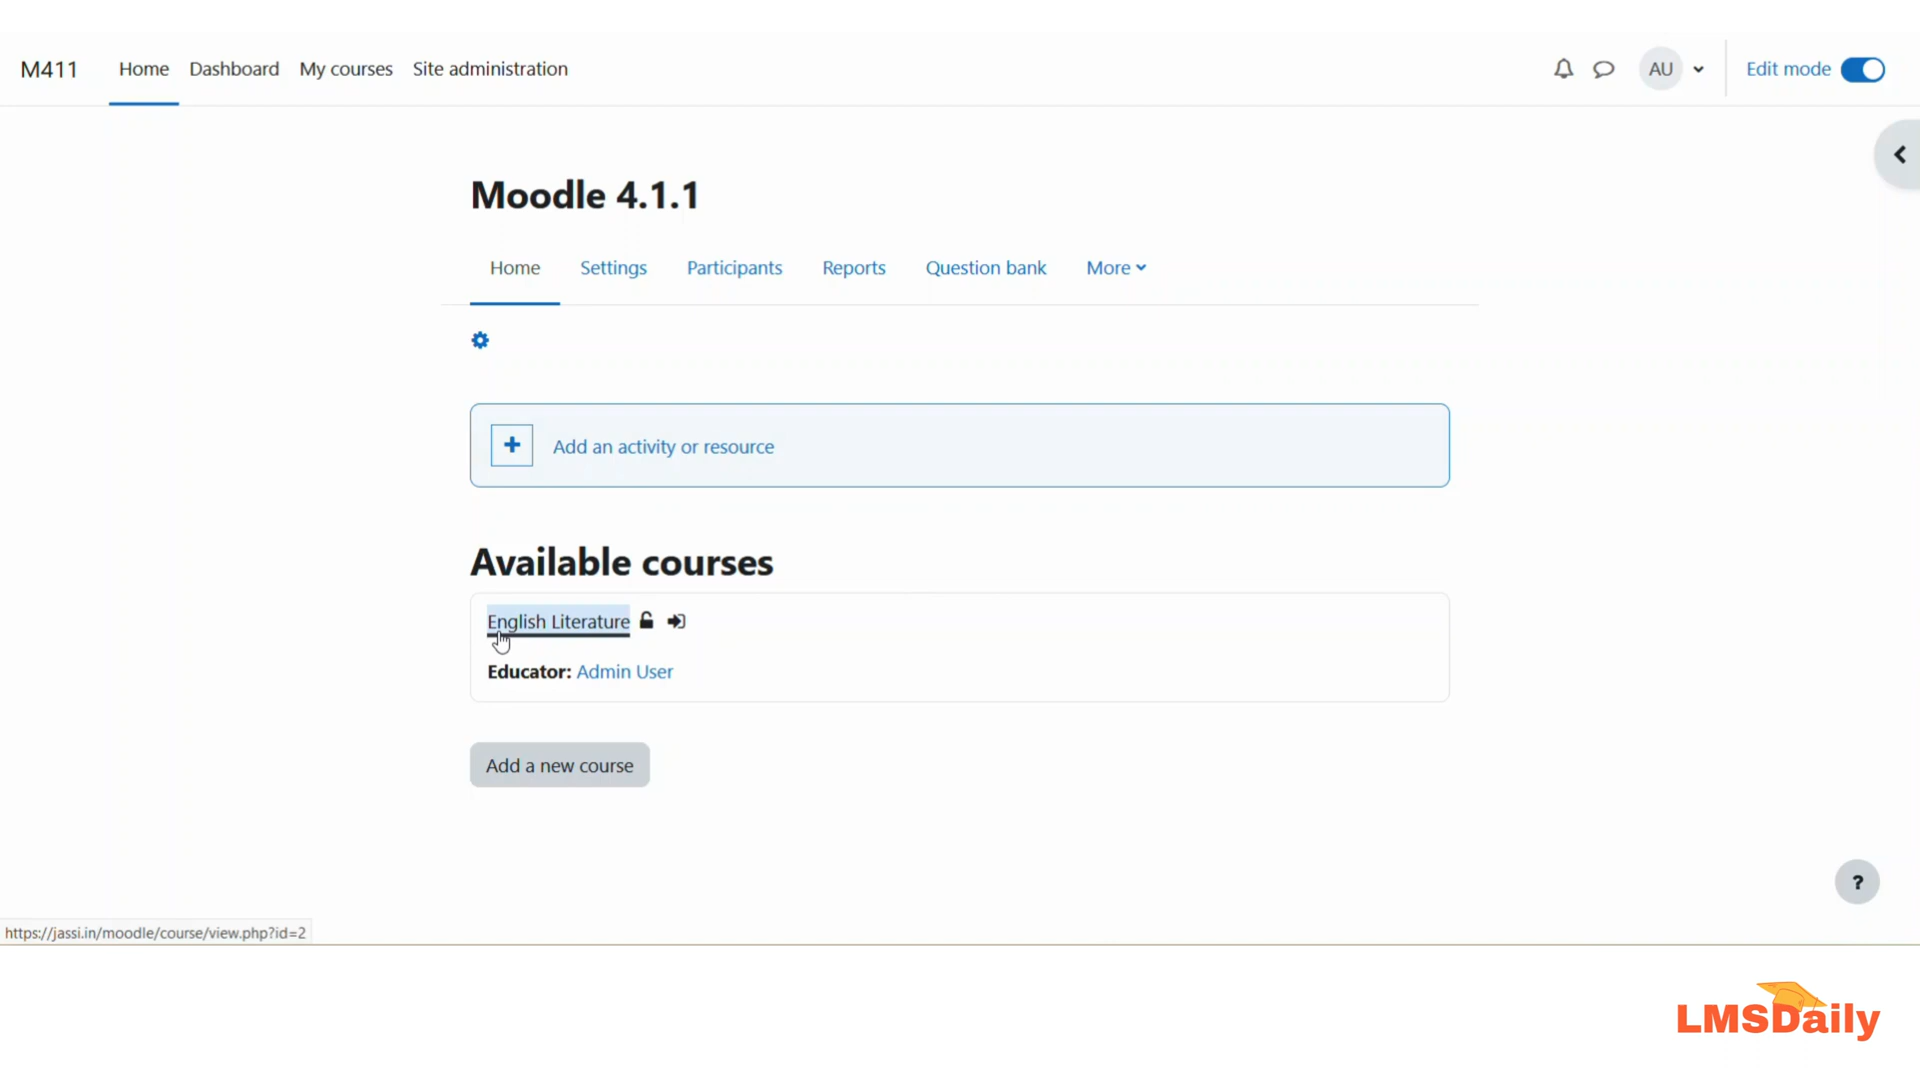 M411 Home Dashboard My courses Site administration AU Edit mode
Moodle 4.1.1
Home Settings Participants Reports Question bank More
Add an activity or resource
Available courses
English Literature
Educator: Admin User
Add a new course
?
https://jassi.in/moodle/course/view.php?id=2
LMSDaily